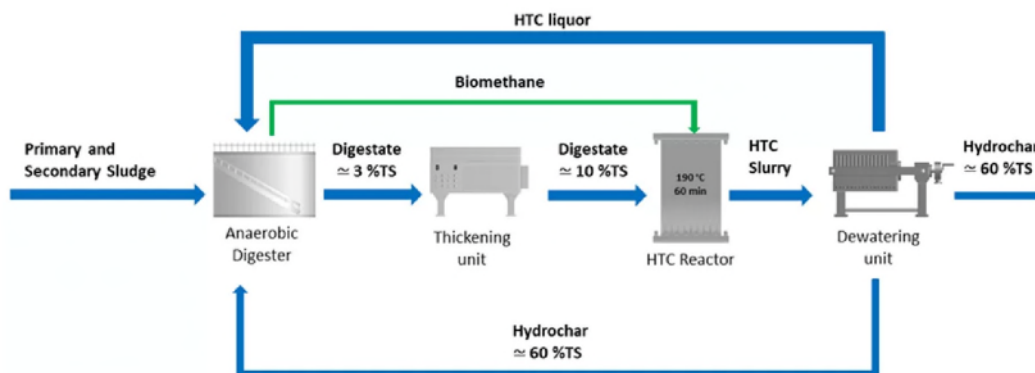 HTC liquor
Biomethane
Primary and
Secondary Sludge
Digestate
≃ 3 %TS
Digestate
≃ 10 %TS
190 °C
60 min
HTC
Slurry
Hydrochar
≃ 60 %TS
Anaerobic
Digester
Thickening
unit
HTC Reactor
Dewatering
unit
Hydrochar
≃ 60 %TS